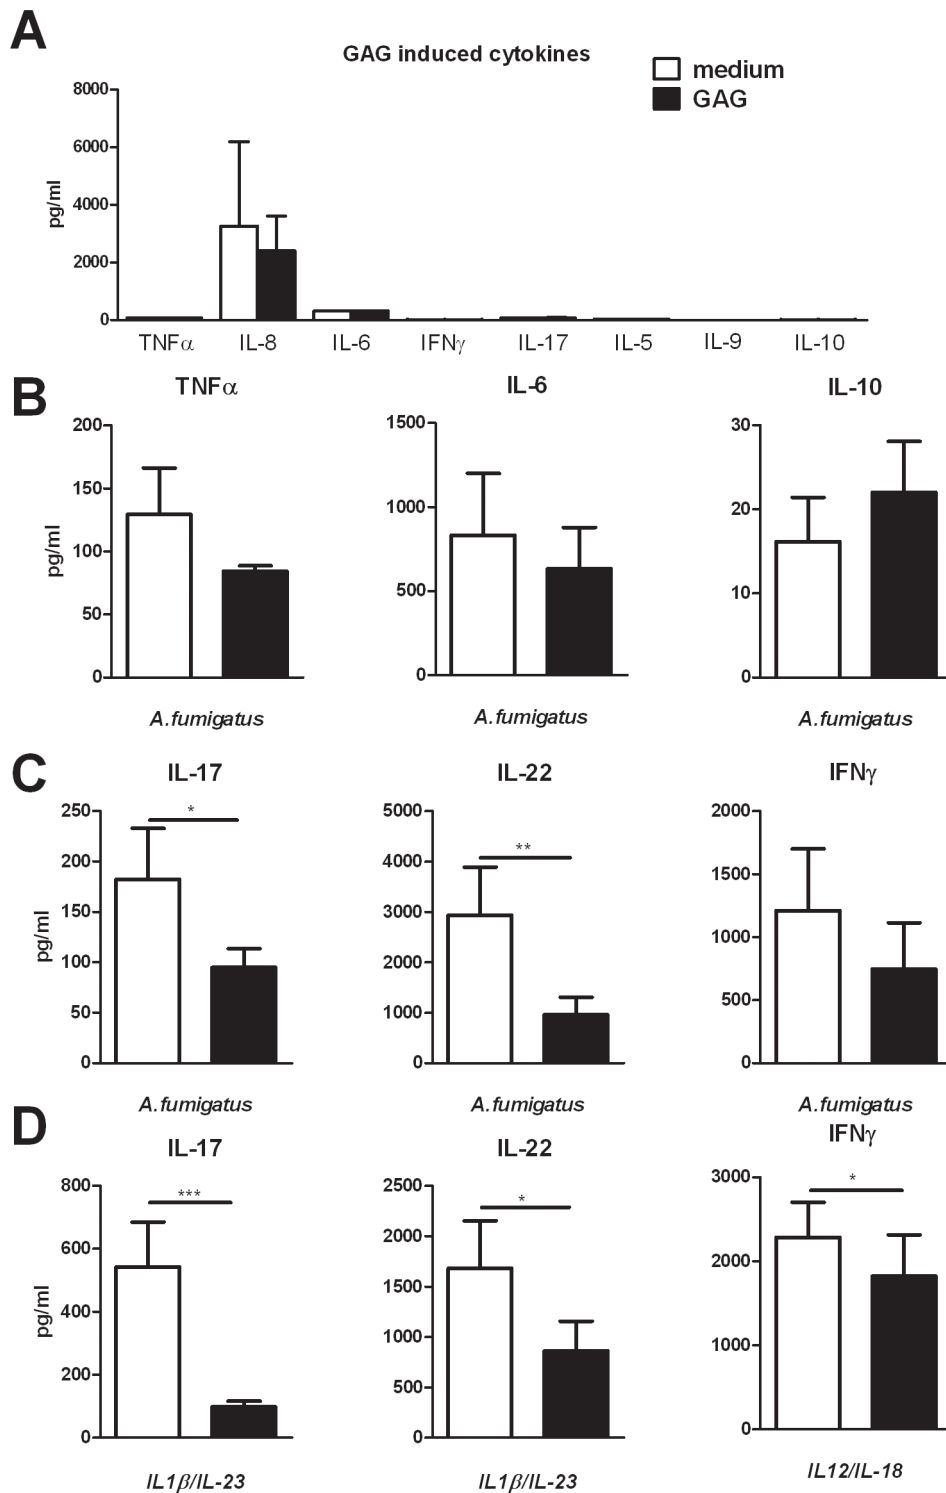 A
GAG induced cytokines
medium
GAG
8000
6000
4000
2000
0
pg/ml
TNFα IL-8 IL-6 IFNγ IL-17 IL-5 IL-9 IL-10
B
TNFα
200
150
100
50
0
pg/ml
A.fumigatus
IL-6
1500
1000
500
0
A.fumigatus
IL-10
30
20
10
0
A.fumigatus
C
IL-17
250
200
150
100
50
0
pg/ml
*
A.fumigatus
IL-22
5000
4000
3000
2000
1000
0
**
A.fumigatus
IFNγ
2000
1500
1000
500
0
A.fumigatus
D
IL-17
800
600
400
200
0
pg/ml
***
IL1β/IL-23
IL-22
2500
2000
1500
1000
500
0
*
IL1β/IL-23
IFNγ
3000
2000
1000
0
*
IL12/IL-18